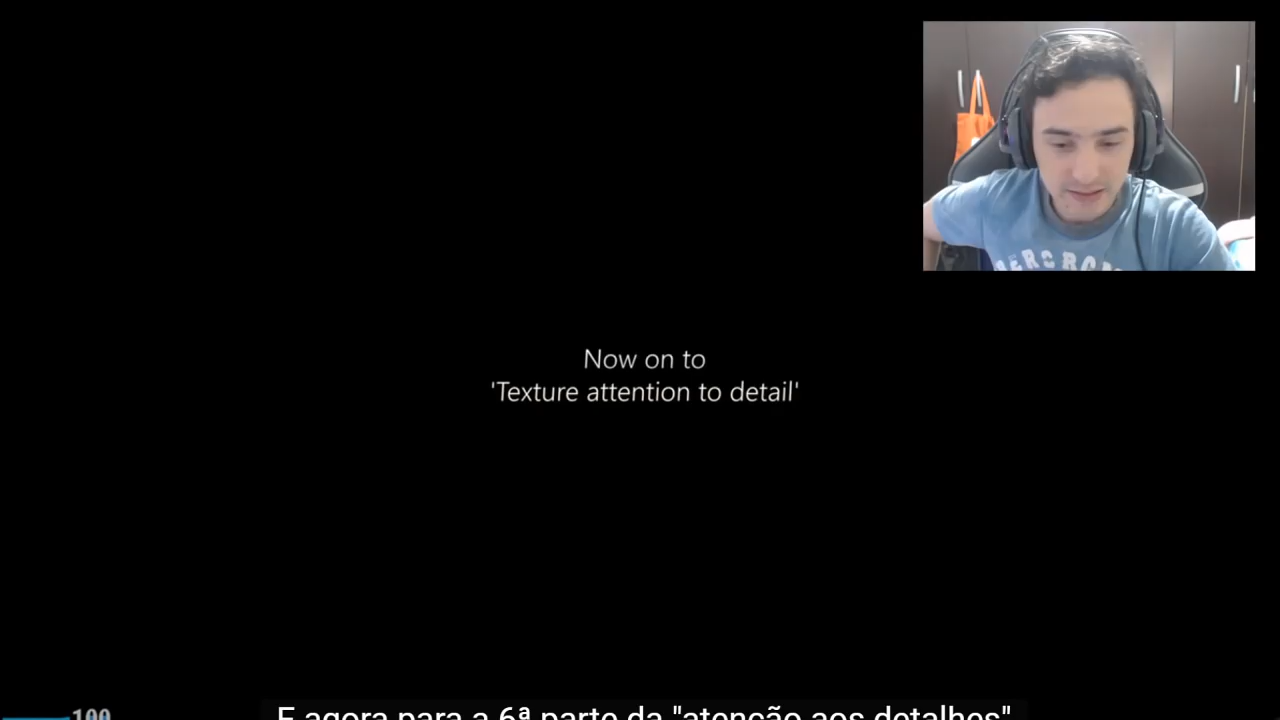 Now on to
'Texture attention to detail'
E agora para a 6ª parte da "atenção aos detalhes"
100